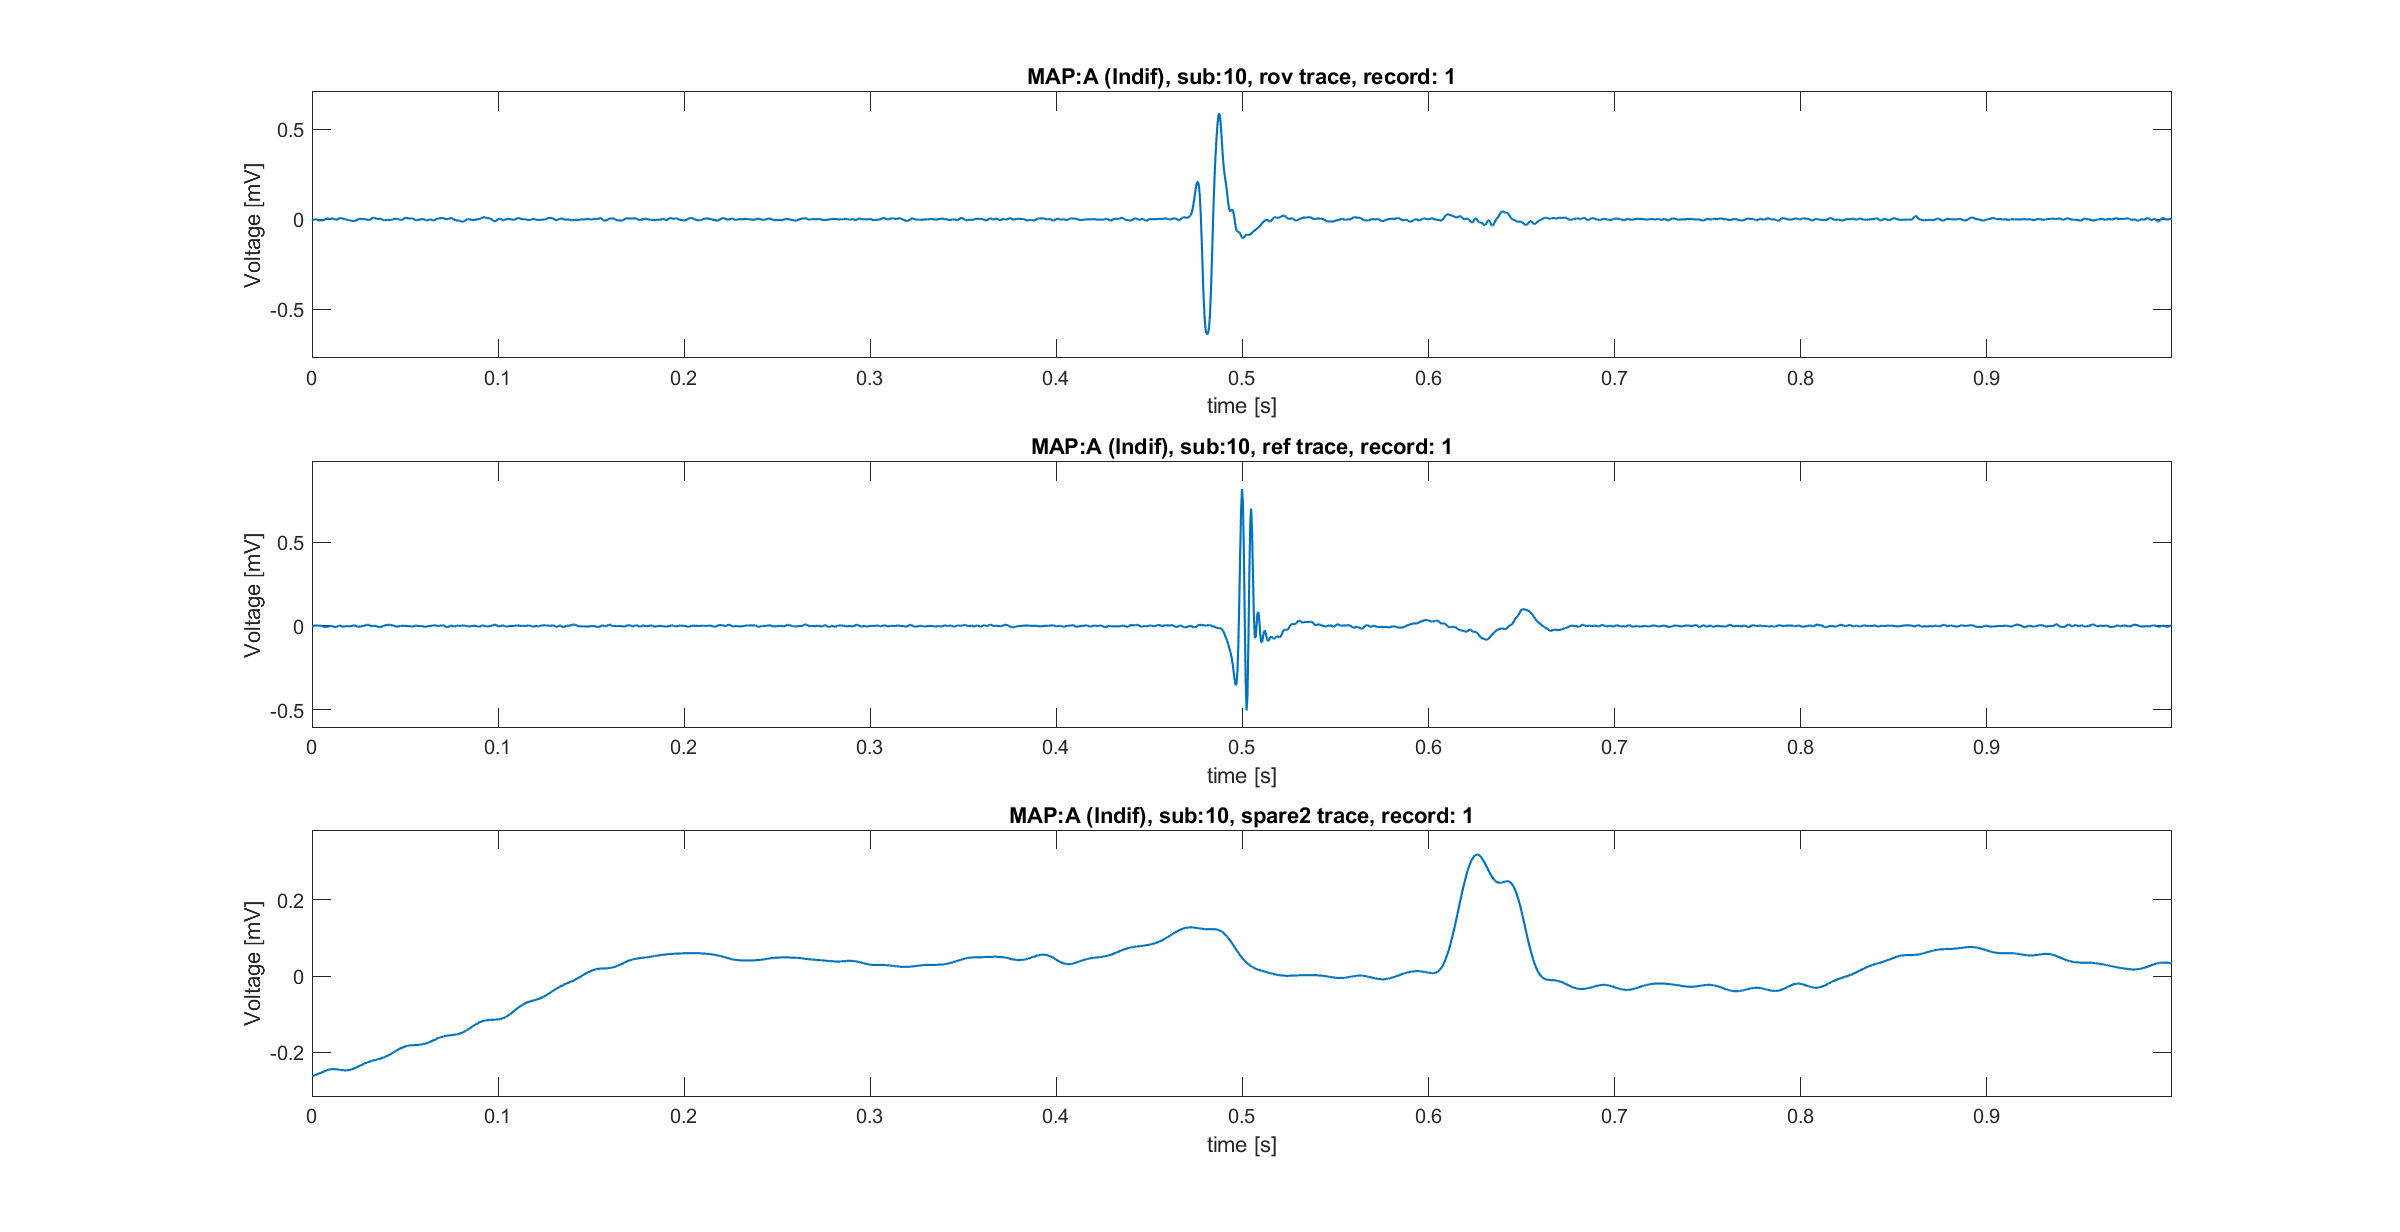 MAP:A (Indif), sub:10, rov trace, record: 1
Voltage [mV]
0.5
0
-0.5
0 0.1 0.2 0.3 0.4 0.5 0.6 0.7 0.8 0.9
time [s]
MAP:A (Indif), sub:10, ref trace, record: 1
Voltage [mV]
0.5
0
-0.5
0 0.1 0.2 0.3 0.4 0.5 0.6 0.7 0.8 0.9
time [s]
MAP:A (Indif), sub:10, spare2 trace, record: 1
Voltage [mV]
0.2
0
-0.2
0 0.1 0.2 0.3 0.4 0.5 0.6 0.7 0.8 0.9
time [s]